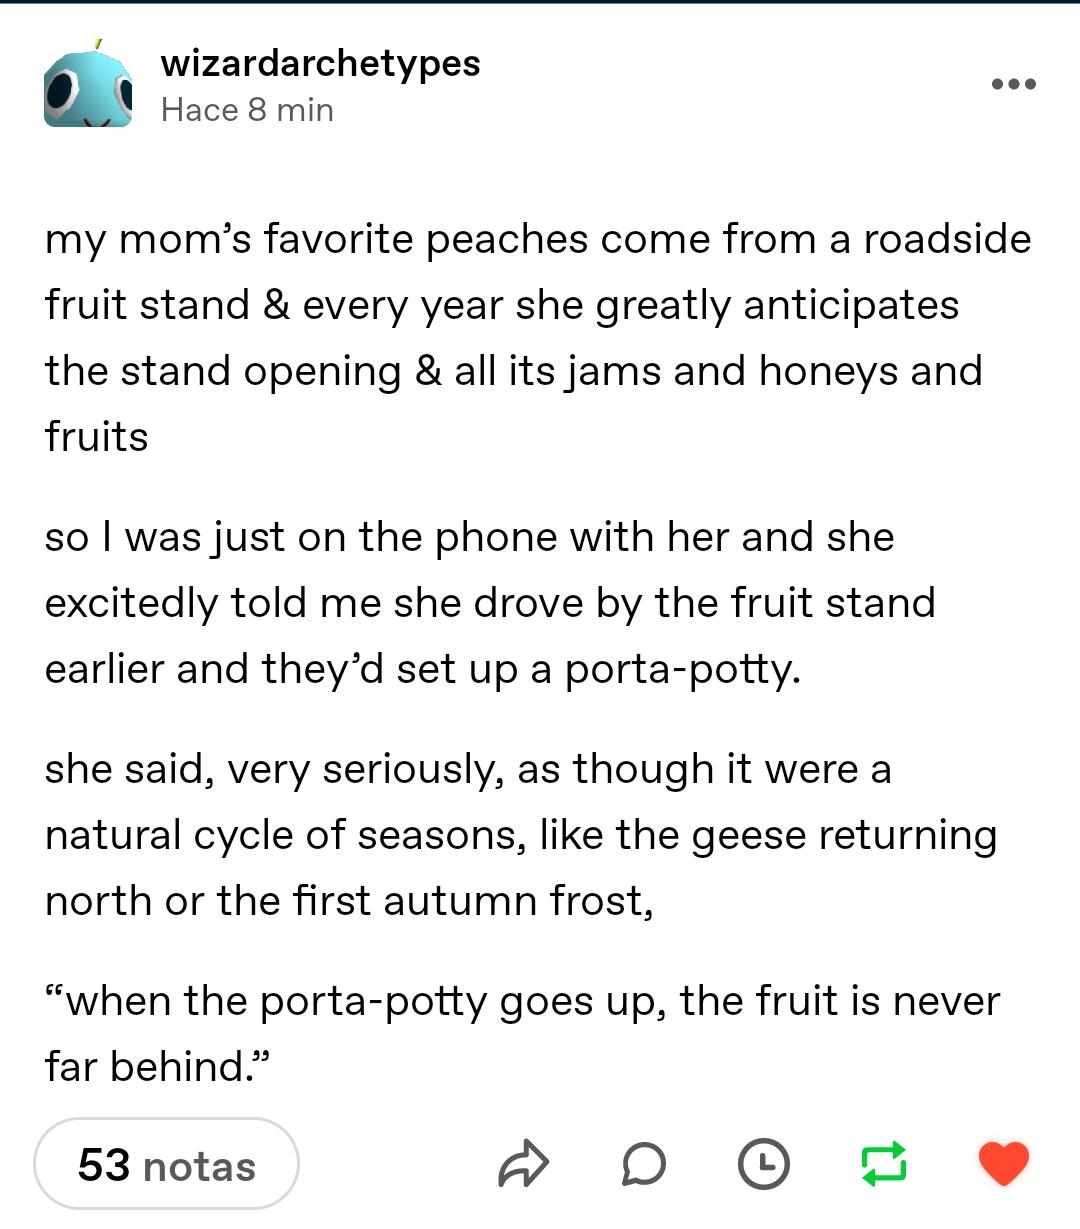 wizardarchetypes
Hace 8 min
my mom’s favorite peaches come from a roadside
fruit stand & every year she greatly anticipates
the stand opening & all its jams and honeys and
fruits
so I was just on the phone with her and she
excitedly told me she drove by the fruit stand
earlier and they’d set up a porta-potty.
she said, very seriously, as though it were a
natural cycle of seasons, like the geese returning
north or the first autumn frost,
“when the porta-potty goes up, the fruit is never
far behind.”
53 notas